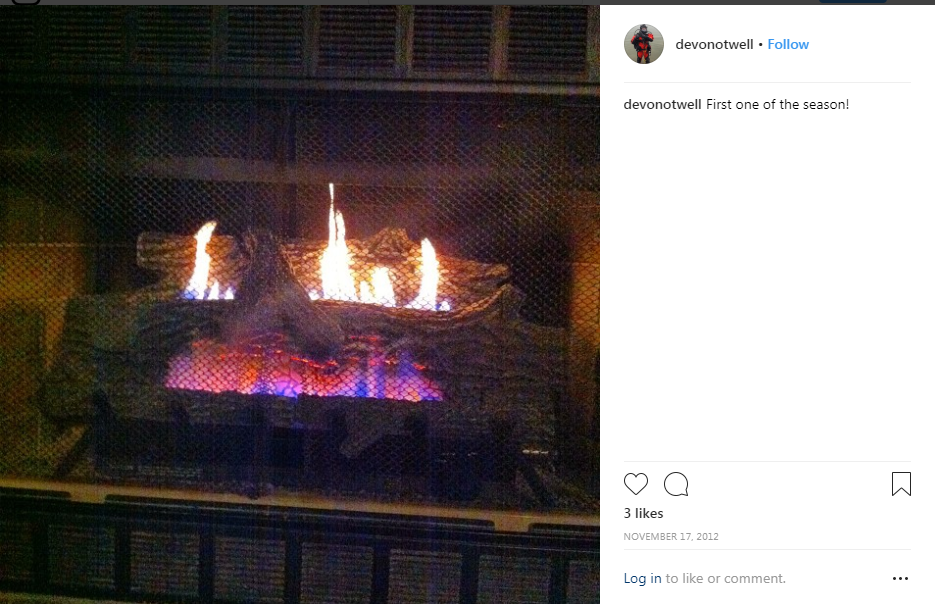 devonotwell • Follow
devonotwell First one of the season!
3 likes
NOVEMBER 17, 2012
Log in to like or comment.